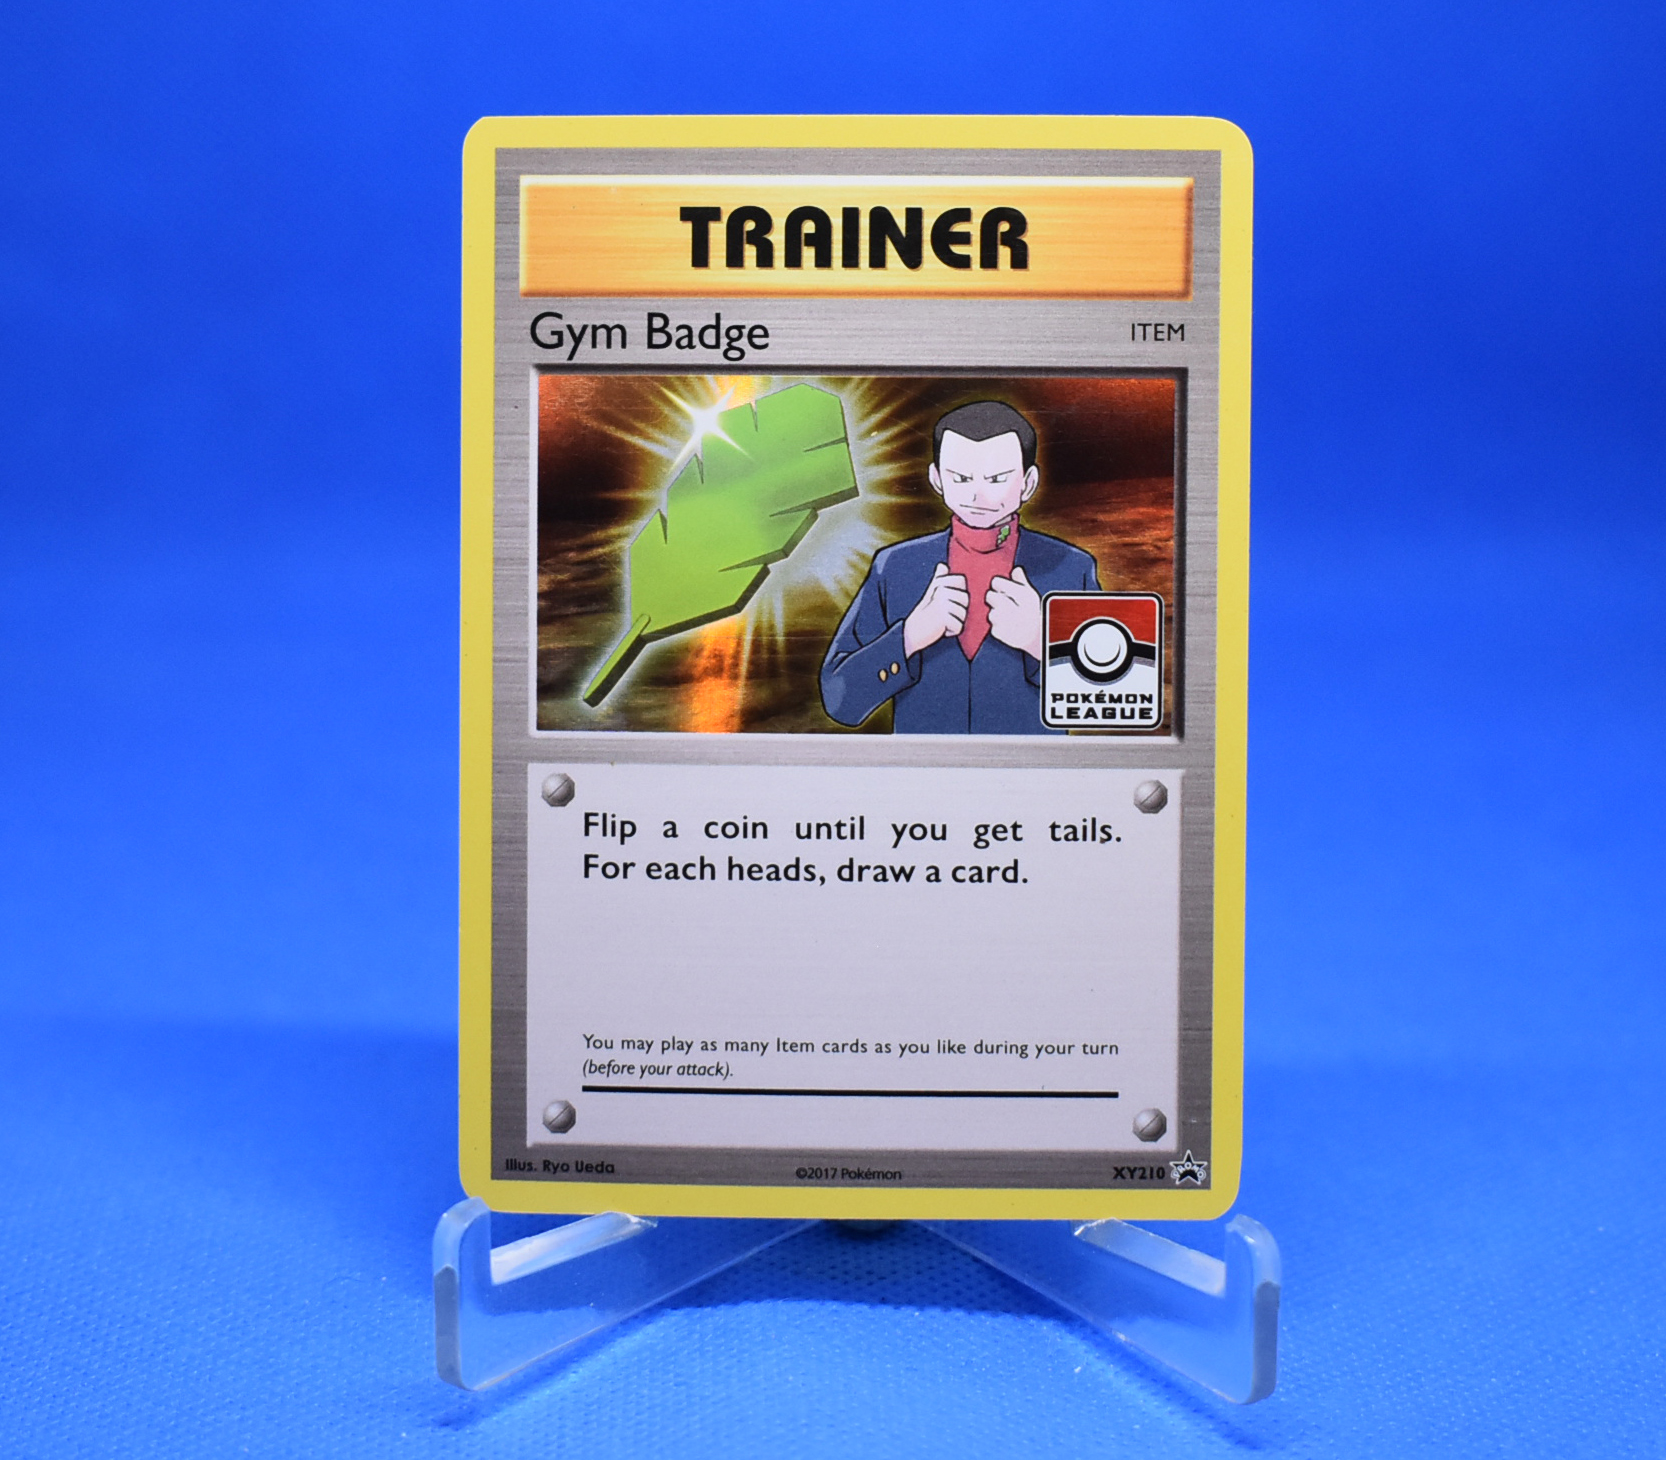 TRAINER
Gym Badge
ITEM
POKÉMON
LEAGUE
Flip a coin until you get tails.
For each heads, draw a card.
You may play as many Item cards as you like during your turn
(before your attack).
Illus. Ryo Ueda
©2017 Pokémon
XY210
PROMO